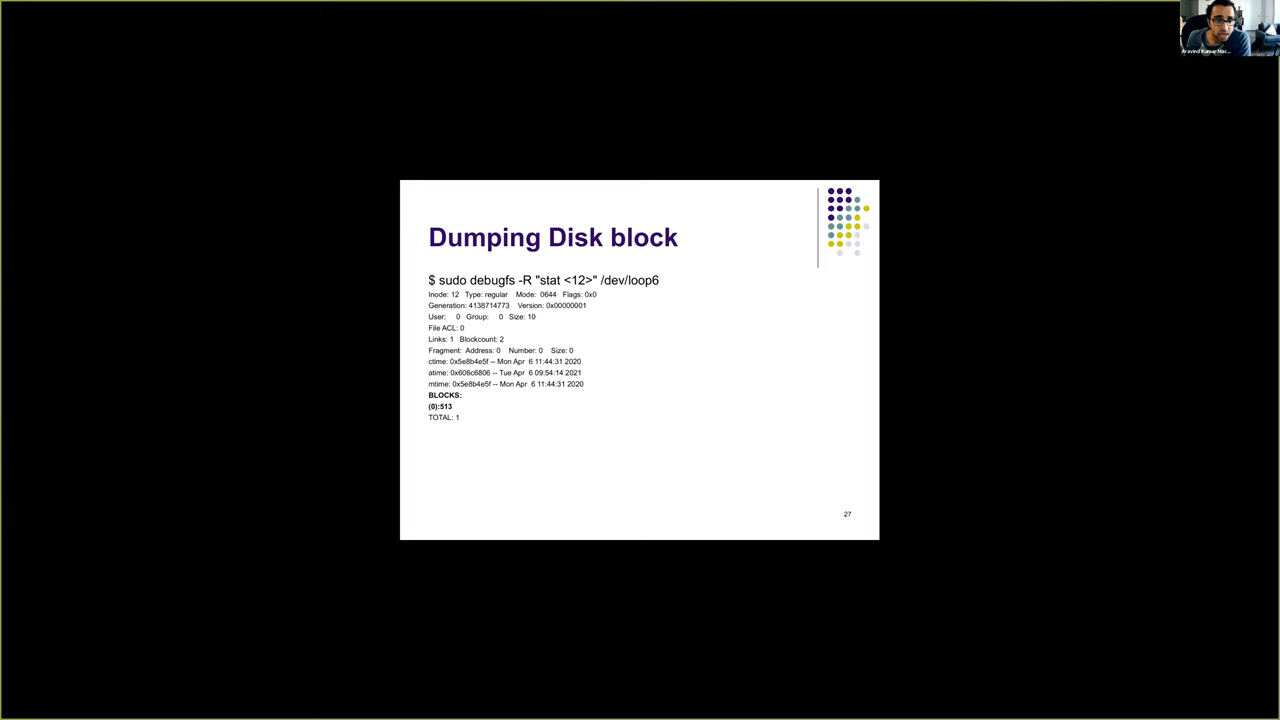 Aravind Kumar Mac...
Dumping Disk block
$ sudo debugfs -R "stat <12>" /dev/loop6
Inode: 12 Type: regular Mode: 0644 Flags: 0x0
Generation: 4138714773 Version: 0x00000001
User: 0 Group: 0 Size: 10
File ACL: 0
Links: 1 Blockcount: 2
Fragment: Address: 0 Number: 0 Size: 0
ctime: 0x5e8b4e5f -- Mon Apr 6 11:44:31 2020
atime: 0x606c6806 -- Tue Apr 6 09:54:14 2021
mtime: 0x5e8b4e5f -- Mon Apr 6 11:44:31 2020
BLOCKS:
(0):513
TOTAL: 1
27